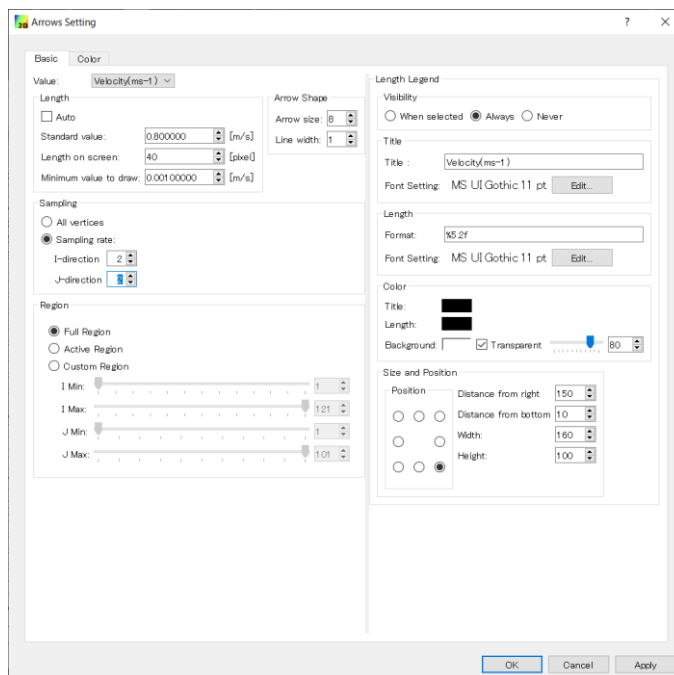 Arrows Setting
Basic
Color
Value: Velocity(ms-1)
Length
Auto
Standard value: 0.800000 [m/s]
Length on screen: 40 [pixel]
Minimum value to draw: 0.00100000 [m/s]
Arrow Shape
Arrow size: 8
Line width: 1
Sampling
All vertices
Sampling rate:
I-direction 2
J-direction 2
Region
Full Region
Active Region
Custom Region
I Min: 1
I Max: 121
J Min: 1
J Max: 101
Length Legend
Visibility
When selected Always Never
Title
Title : Velocity(ms-1)
Font Setting: MS UI Gothic 11 pt Edit...
Length
Format: %5.2f
Font Setting: MS UI Gothic 11 pt Edit...
Color
Title:
Length:
Background: Transparent 80
Size and Position
Position
Distance from right 150
Distance from bottom 10
Width: 160
Height: 100
OK Cancel Apply